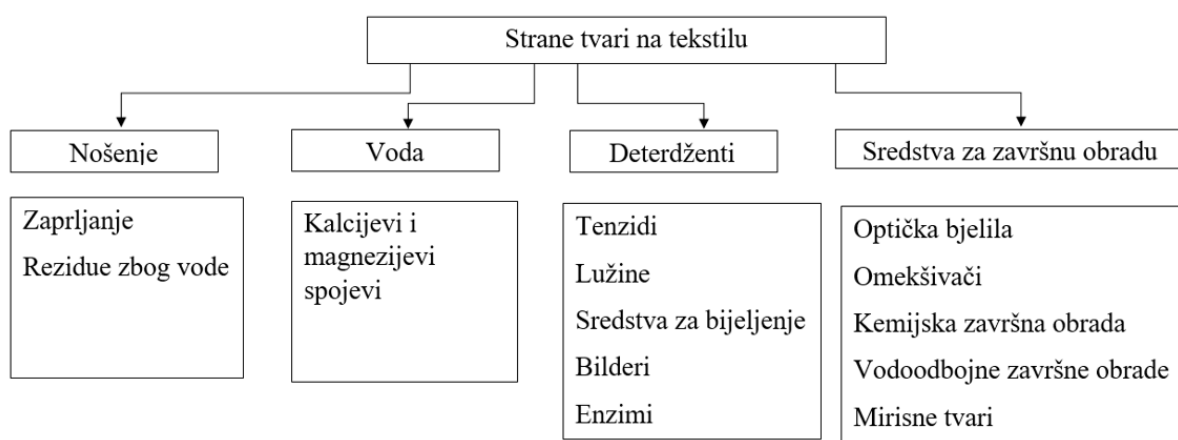 Strane tvari na tekstilu
Nošenje
Voda
Deterdženti
Sredstva za završnu obradu
Zaprljanje
Rezidue zbog vode
Kalcijevi i
magnezijevi
spojevi
Tenzidi
Lužine
Sredstva za bijeljenje
Bilderi
Enzimi
Optička bjelila
Omekšivači
Kemijska završna obrada
Vodoodbojne završne obrade
Mirisne tvari